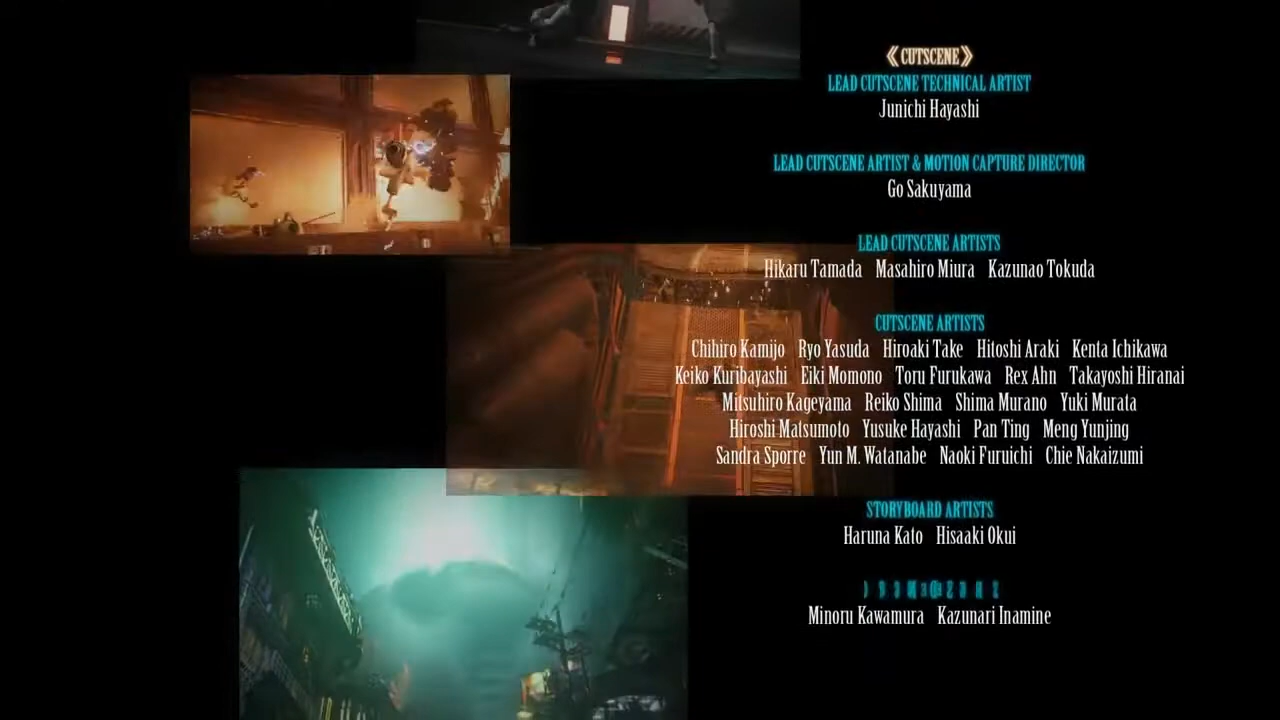 《CUTSCENE》
LEAD CUTSCENE TECHNICAL ARTIST
Junichi Hayashi
LEAD CUTSCENE ARTIST & MOTION CAPTURE DIRECTOR
Go Sakuyama
LEAD CUTSCENE ARTISTS
Hikaru Tamada Masahiro Miura Kazunao Tokuda
CUTSCENE ARTISTS
Chihiro Kamijo Ryo Yasuda Hiroaki Take Hitoshi Araki Kenta Ichikawa
Keiko Kuribayashi Eiki Momono Toru Furukawa Rex Ahn Takayoshi Hiranai
Mitsuhiro Kageyama Reiko Shima Shima Murano Yuki Murata
Hiroshi Matsumoto Yusuke Hayashi Pan Ting Meng Yunjing
Sandra Sporre Yun M. Watanabe Naoki Furuichi Chie Nakaizumi
STORYBOARD ARTISTS
Haruna Kato Hisaaki Okui
Minoru Kawamura Kazunari Inamine